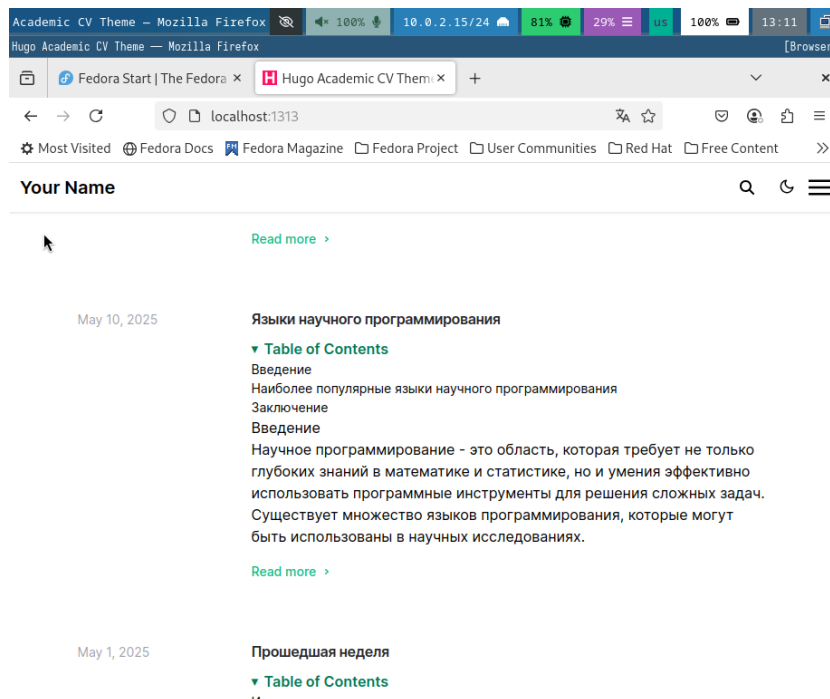 Academic CV Theme — Mozilla Firefox 100% 10.0.2.15/24 81% 29% us 100% 13:11
Hugo Academic CV Theme — Mozilla Firefox [Browser
Fedora Start | The Fedora × Hugo Academic CV Them × +
localhost:1313
Most Visited Fedora Docs Fedora Magazine Fedora Project User Communities Red Hat Free Content
Your Name
Read more ›
May 10, 2025 Языки научного программирования
▾ Table of Contents
Введение
Наиболее популярные языки научного программирования
Заключение
Введение
Научное программирование - это область, которая требует не только
глубоких знаний в математике и статистике, но и умения эффективно
использовать программные инструменты для решения сложных задач.
Существует множество языков программирования, которые могут
быть использованы в научных исследованиях.
Read more ›
May 1, 2025 Прошедшая неделя
▾ Table of Contents